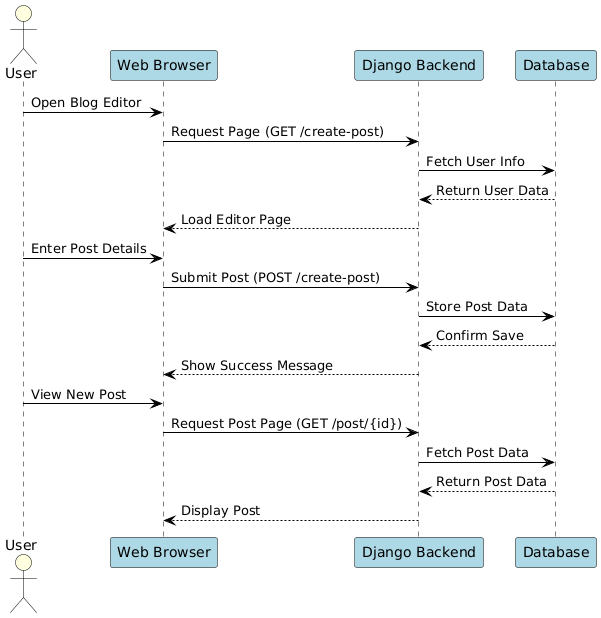 User
Web Browser
Django Backend
Database
Open Blog Editor
Request Page (GET /create-post)
Fetch User Info
Return User Data
Load Editor Page
Enter Post Details
Submit Post (POST /create-post)
Store Post Data
Confirm Save
Show Success Message
View New Post
Request Post Page (GET /post/{id})
Fetch Post Data
Return Post Data
Display Post
User
Web Browser
Django Backend
Database